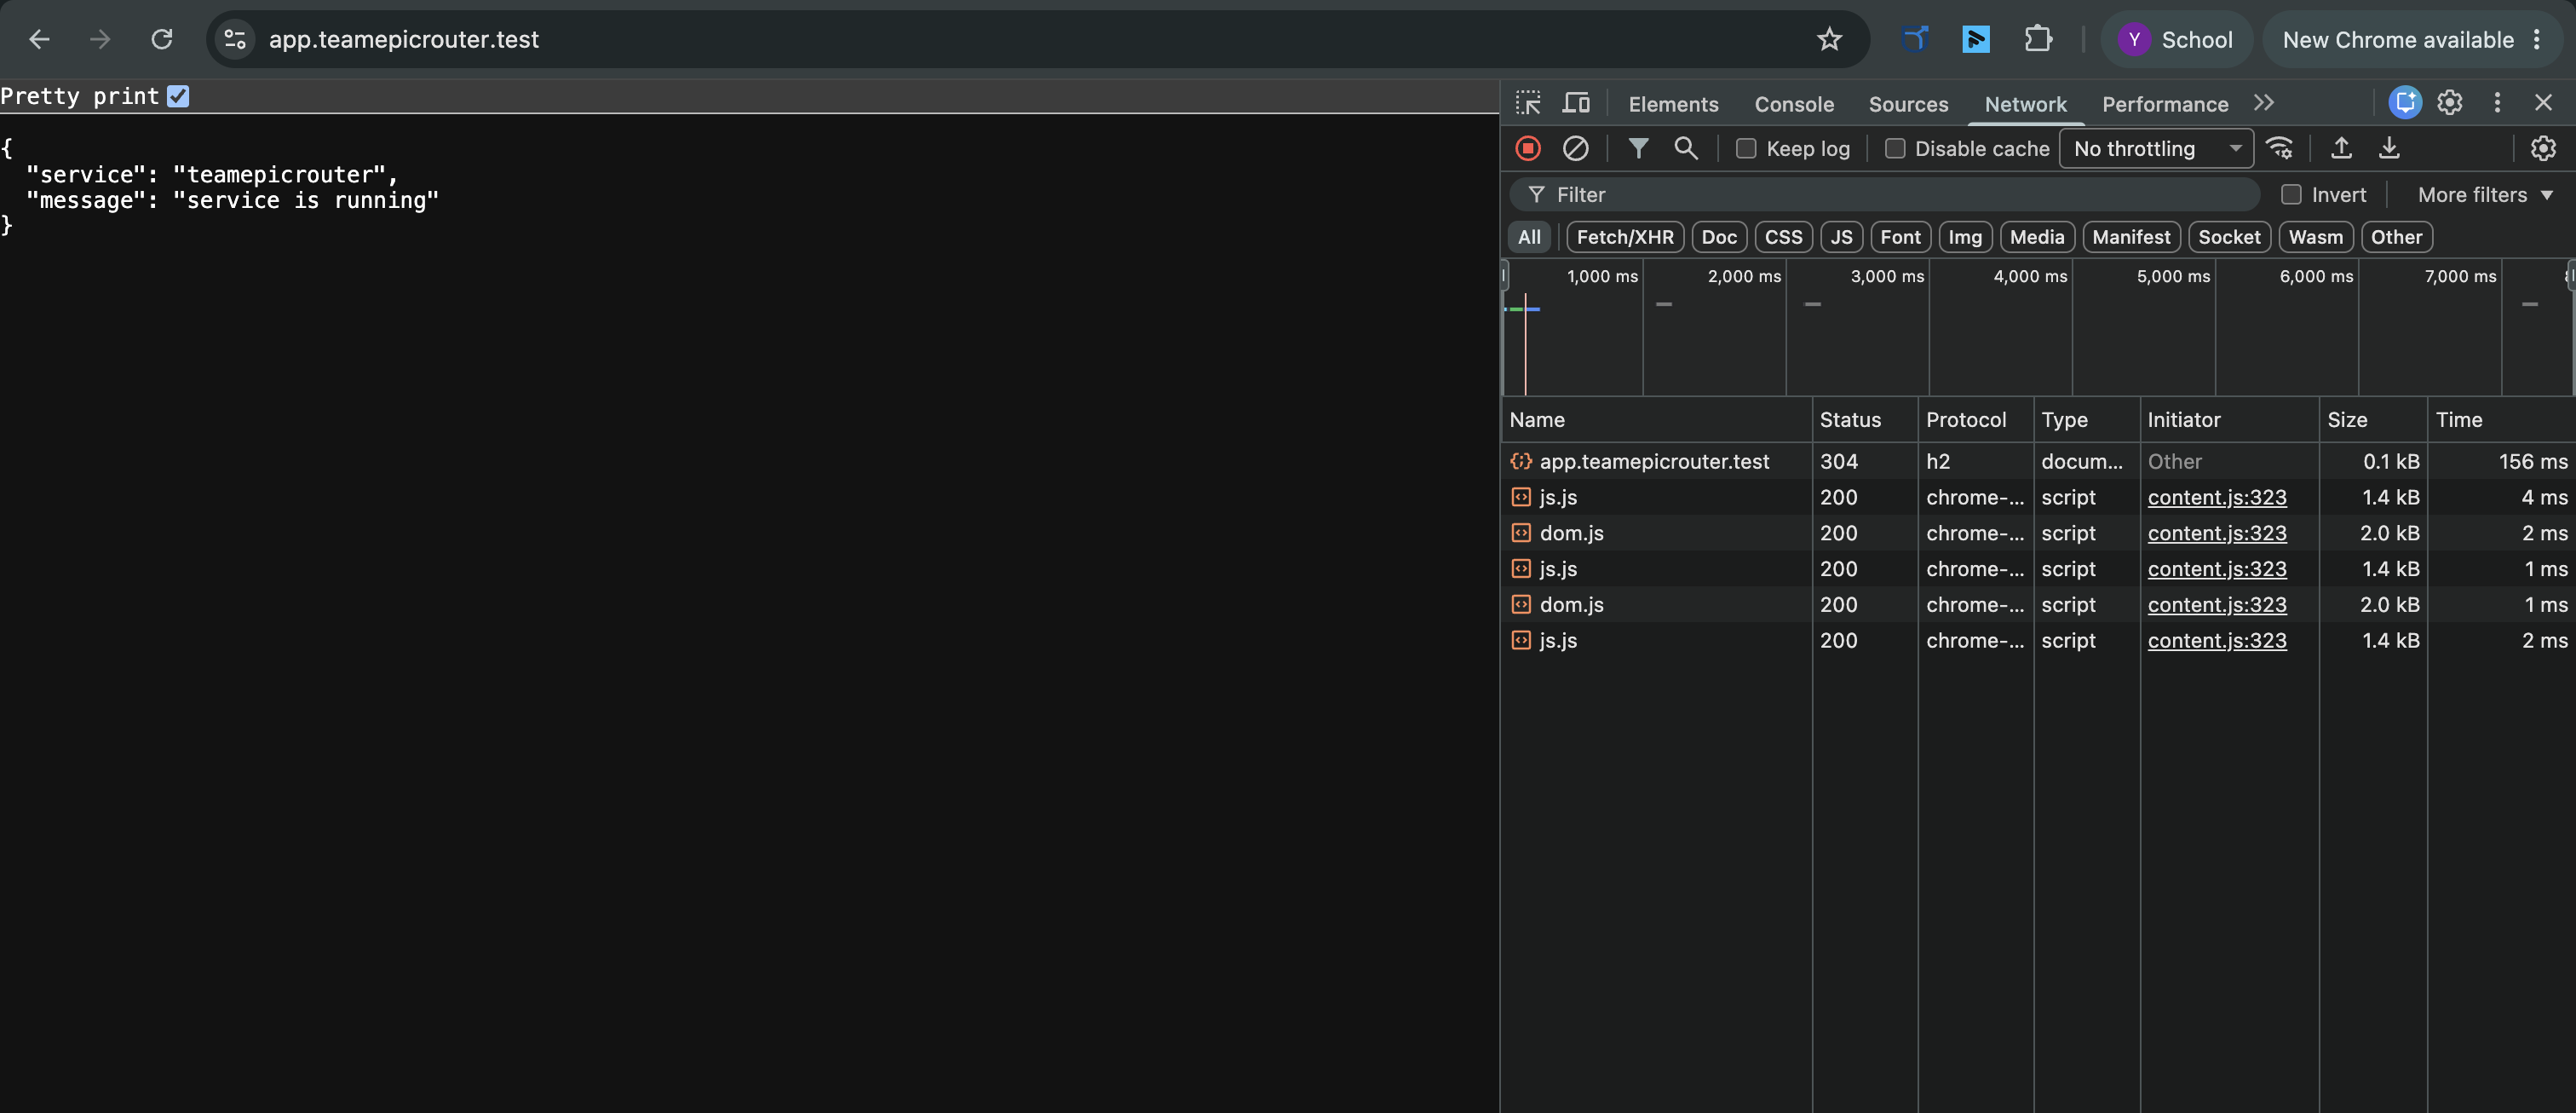 app.teamepicrouter.test
Y School
New Chrome available
Pretty print
{
  "service": "teamepicrouter",
  "message": "service is running"
}
Elements Console Sources Network Performance
Keep log Disable cache No throttling
Filter Invert More filters
All Fetch/XHR Doc CSS JS Font Img Media Manifest Socket Wasm Other
1,000 ms 2,000 ms 3,000 ms 4,000 ms 5,000 ms 6,000 ms 7,000 ms
Name Status Protocol Type Initiator Size Time
app.teamepicrouter.test 304 h2 docum... Other 0.1 kB 156 ms
js.js 200 chrome-... script content.js:323 1.4 kB 4 ms
dom.js 200 chrome-... script content.js:323 2.0 kB 2 ms
js.js 200 chrome-... script content.js:323 1.4 kB 1 ms
dom.js 200 chrome-... script content.js:323 2.0 kB 1 ms
js.js 200 chrome-... script content.js:323 1.4 kB 2 ms